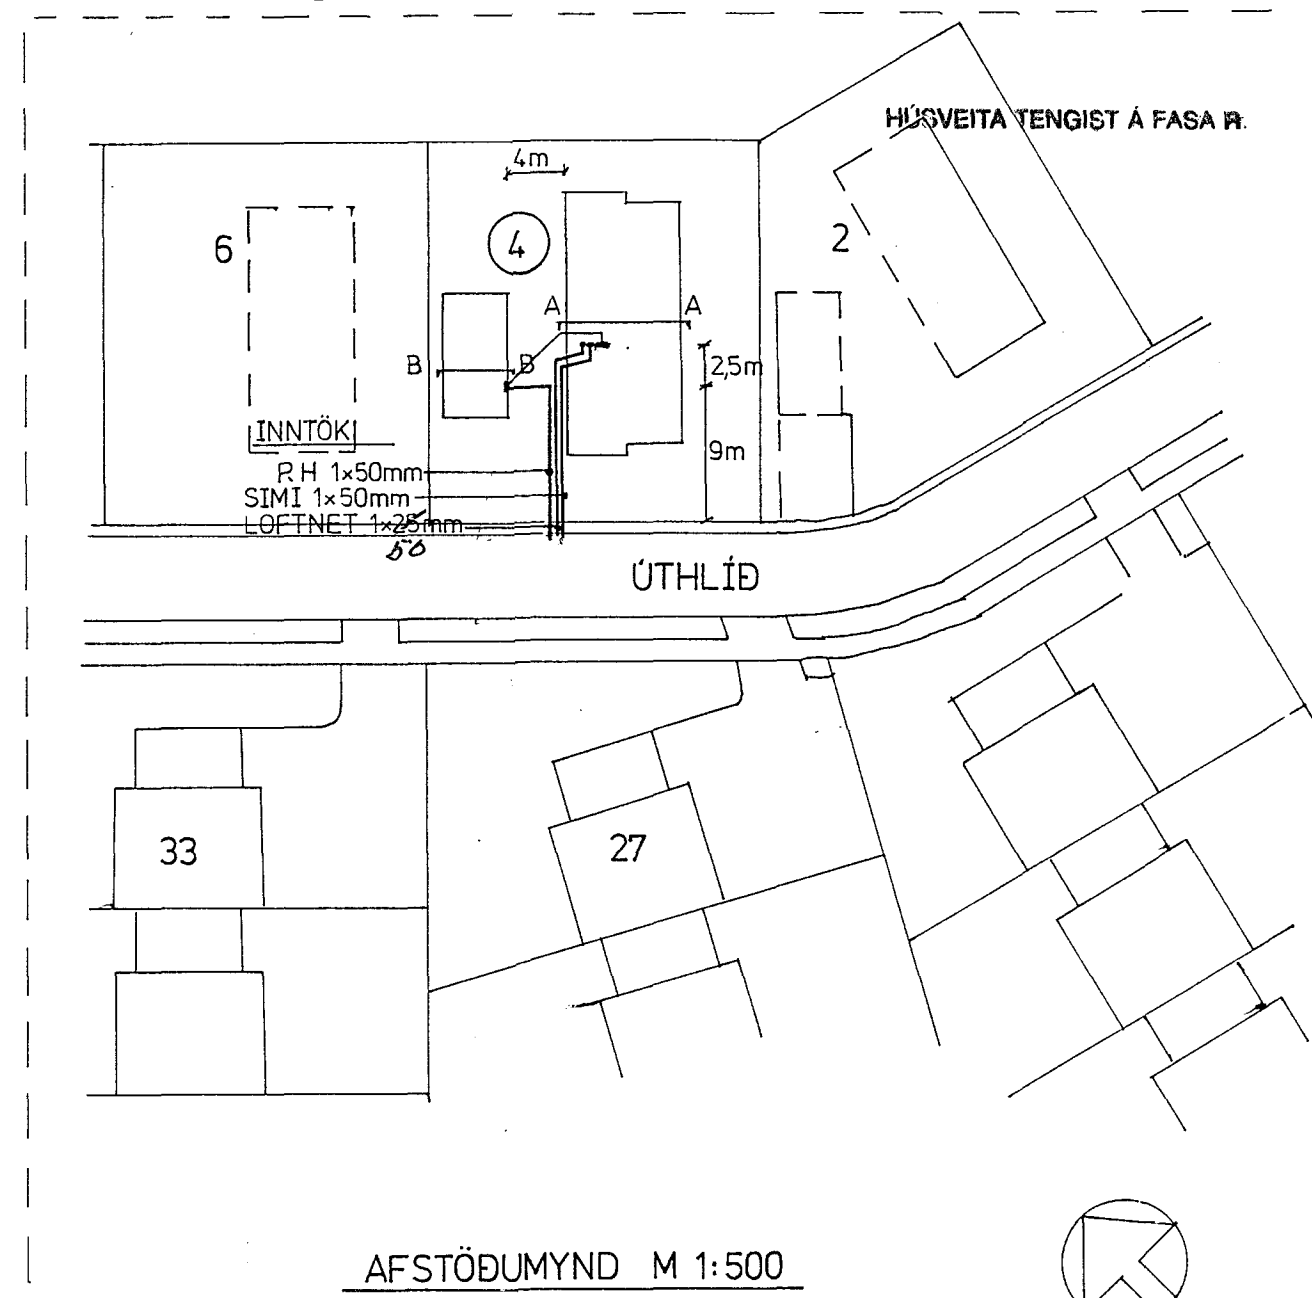 HÚSVEITA TENGIST Á FASA R.
4m
6
4
2
A A
B B
2,5m
INNTÖK
9m
R.H 1×50mm
SIMI 1×50mm
LOFTNET 1×25mm
50
ÚTHLÍÐ
33
27
AFSTÖÐUMYND M 1:500